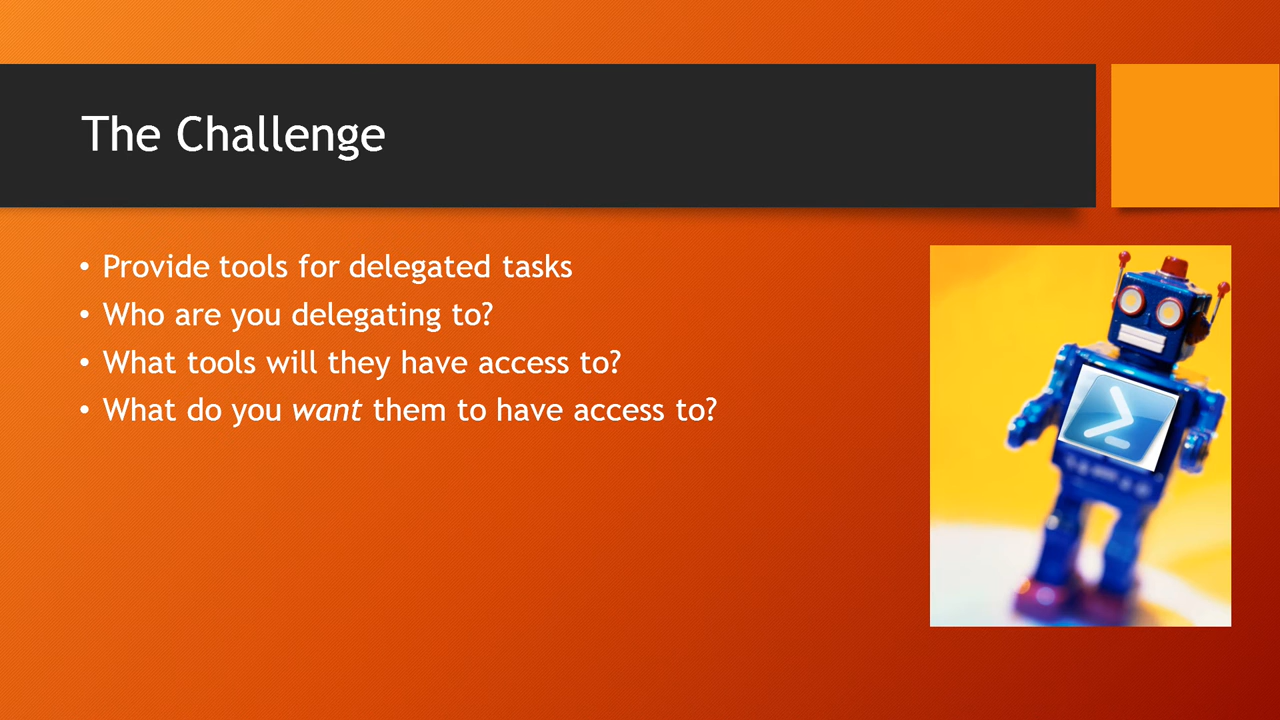 The Challenge
• Provide tools for delegated tasks
• Who are you delegating to?
• What tools will they have access to?
• What do you want them to have access to?